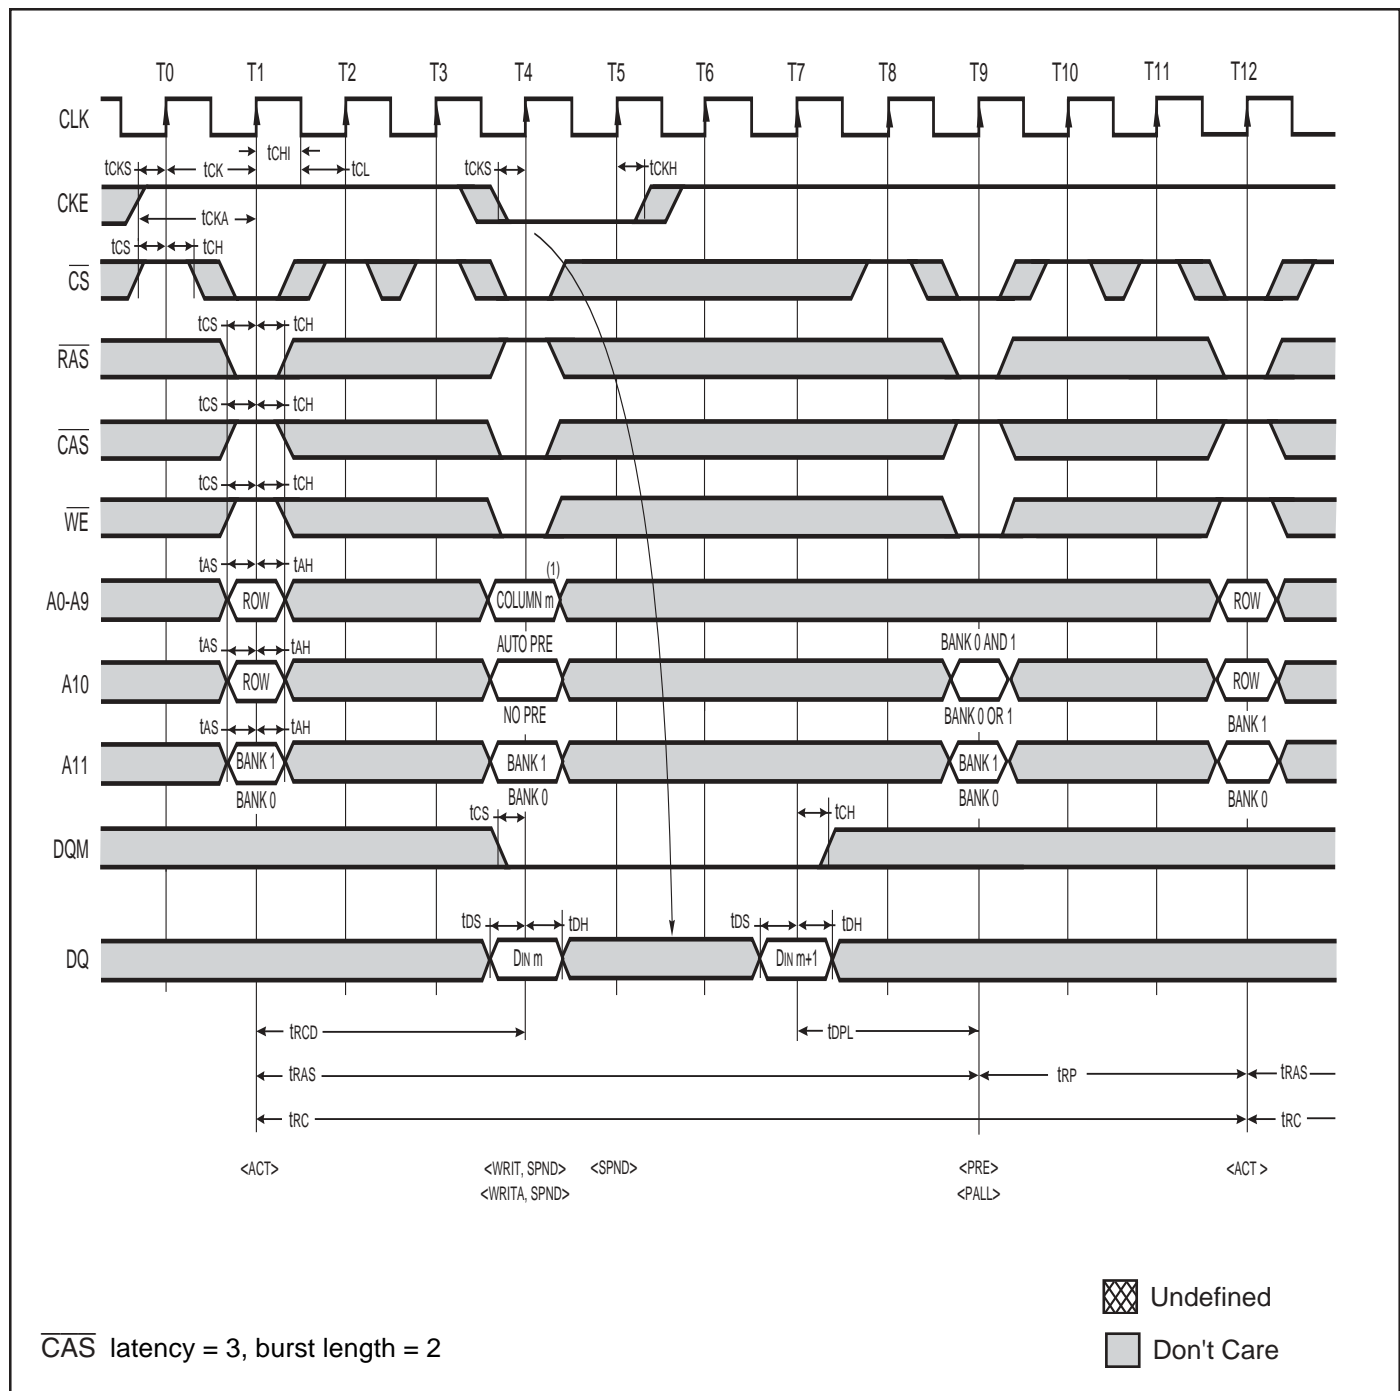 T0 T1 T2 T3 T4 T5 T6 T7 T8 T9 T10 T11 T12
CLK
tCHI
tCKS tCK tCL tCKS tCKH
CKE
tCKA
tCS tCH
CS
tCS tCH
RAS
tCS tCH
CAS
tCS tCH
WE
tAS tAH (1)
A0-A9 ROW COLUMN m ROW
tAS tAH AUTO PRE BANK 0 AND 1
A10 ROW ROW
NO PRE BANK 0 OR 1 BANK 1
tAS tAH
A11 BANK 1 BANK 1 BANK 1
BANK 0 BANK 0 BANK 0 BANK 0
tCS tCH
DQM
tDS tDH tDS tDH
DQ DIN m DIN m+1
tRCD tDPL
tRAS tRP tRAS
tRC tRC
<ACT> <WRIT, SPND> <SPND> <PRE> <ACT >
<WRITA, SPND> <PALL>
Undefined
CAS latency = 3, burst length = 2 Don't Care